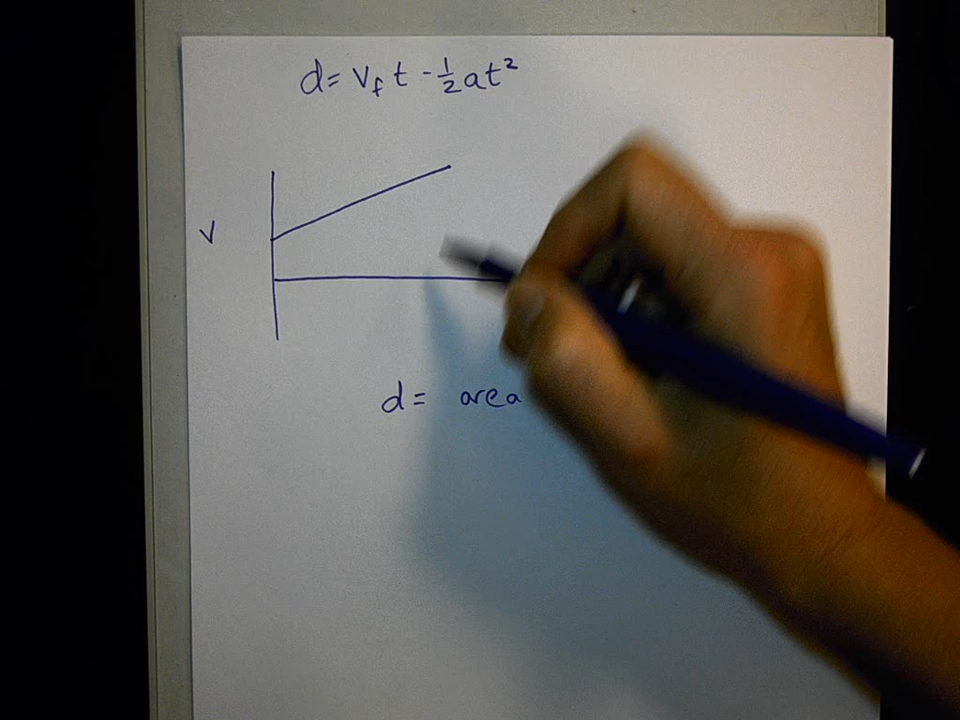 d= v_f t - ½at²
v
d= area